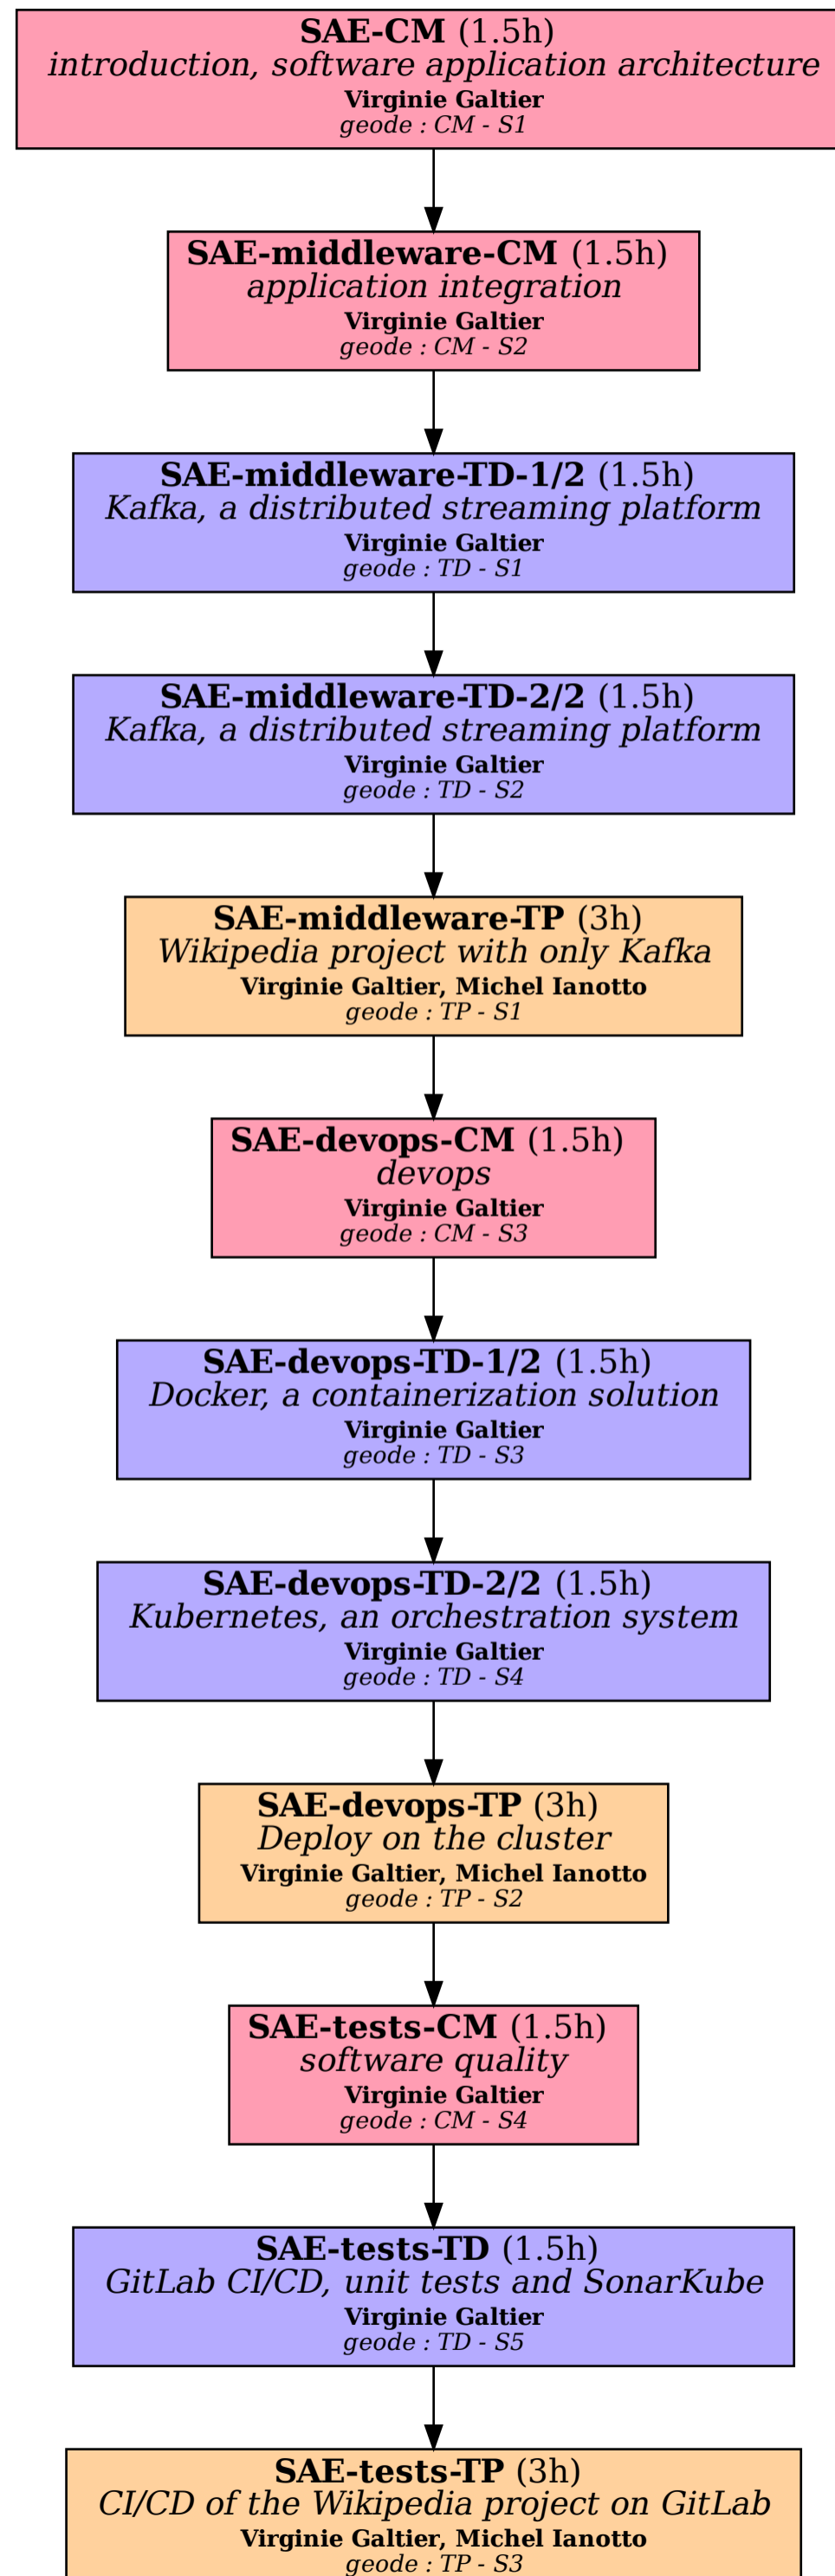 SAE-CM (1.5h)
introduction, software application architecture
Virginie Galtier
geode : CM - S1
SAE-middleware-CM (1.5h)
application integration
Virginie Galtier
geode : CM - S2
SAE-middleware-TD-1/2 (1.5h)
Kafka, a distributed streaming platform
Virginie Galtier
geode : TD - S1
SAE-middleware-TD-2/2 (1.5h)
Kafka, a distributed streaming platform
Virginie Galtier
geode : TD - S2
SAE-middleware-TP (3h)
Wikipedia project with only Kafka
Virginie Galtier, Michel Ianotto
geode : TP - S1
SAE-devops-CM (1.5h)
devops
Virginie Galtier
geode : CM - S3
SAE-devops-TD-1/2 (1.5h)
Docker, a containerization solution
Virginie Galtier
geode : TD - S3
SAE-devops-TD-2/2 (1.5h)
Kubernetes, an orchestration system
Virginie Galtier
geode : TD - S4
SAE-devops-TP (3h)
Deploy on the cluster
Virginie Galtier, Michel Ianotto
geode : TP - S2
SAE-tests-CM (1.5h)
software quality
Virginie Galtier
geode : CM - S4
SAE-tests-TD (1.5h)
GitLab CI/CD, unit tests and SonarKube
Virginie Galtier
geode : TD - S5
SAE-tests-TP (3h)
CI/CD of the Wikipedia project on GitLab
Virginie Galtier, Michel Ianotto
geode : TP - S3